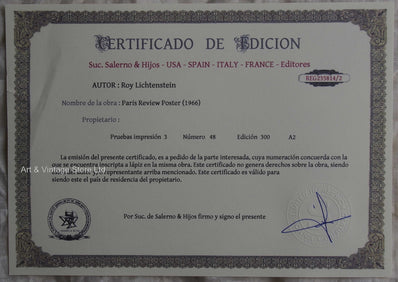 CERTIFICADO DE EDICION
Suc. Salerno & Hijos - USA - SPAIN - ITALY - FRANCE - Editores
REG255814/2
AUTOR : Roy Lichtenstein
Nombre de la obra : Paris Review Poster (1966)
Propietario :
Pruebas impresión 3 Número 48 Edición 300 A2
La emisión del presente certificado, es a pedido de la parte interesada, cuya numeración concuerda con la
que se encuentra inscripta a lápiz en la misma obra. Este certificado no genera derechos sobre la obra, siendo
representante arriba mencionado. Este certificado es válido para
siendo este el país de residencia del propietario.
Art & Vintage Store Ltd
Por Suc. de Salerno & Hijos firmo y signo el presente